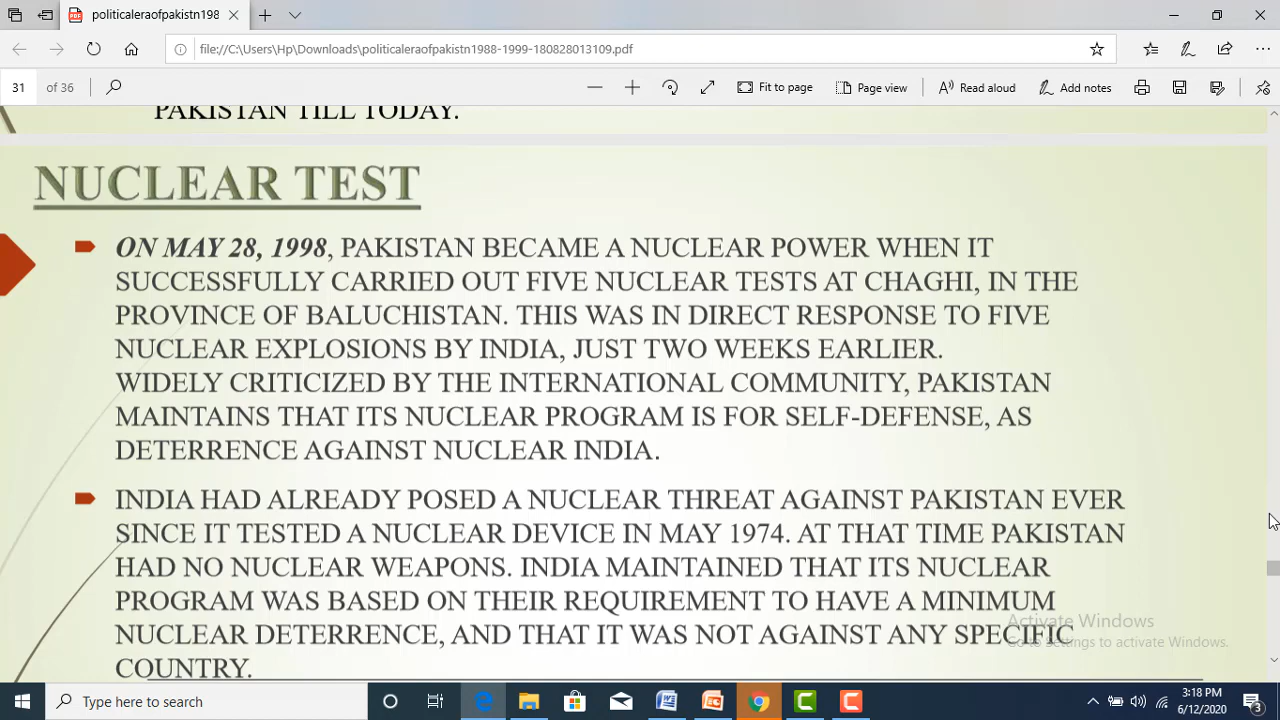 politicaleraofpakistn198
file://C:\Users\Hp\Downloads\politicaleraofpakistn1988-1999-180828013109.pdf
31 of 36 Fit to page Page view Read aloud Add notes
PAKISTAN TILL TODAY.
NUCLEAR TEST
ON MAY 28, 1998, PAKISTAN BECAME A NUCLEAR POWER WHEN IT
SUCCESSFULLY CARRIED OUT FIVE NUCLEAR TESTS AT CHAGHI, IN THE
PROVINCE OF BALUCHISTAN. THIS WAS IN DIRECT RESPONSE TO FIVE
NUCLEAR EXPLOSIONS BY INDIA, JUST TWO WEEKS EARLIER.
WIDELY CRITICIZED BY THE INTERNATIONAL COMMUNITY, PAKISTAN
MAINTAINS THAT ITS NUCLEAR PROGRAM IS FOR SELF-DEFENSE, AS
DETERRENCE AGAINST NUCLEAR INDIA.
INDIA HAD ALREADY POSED A NUCLEAR THREAT AGAINST PAKISTAN EVER
SINCE IT TESTED A NUCLEAR DEVICE IN MAY 1974. AT THAT TIME PAKISTAN
HAD NO NUCLEAR WEAPONS. INDIA MAINTAINED THAT ITS NUCLEAR
PROGRAM WAS BASED ON THEIR REQUIREMENT TO HAVE A MINIMUM
NUCLEAR DETERRENCE, AND THAT IT WAS NOT AGAINST ANY SPECIFIC
COUNTRY.
Activate Windows
Go to Settings to activate Windows.
Type here to search
3:18 PM
6/12/2020
3